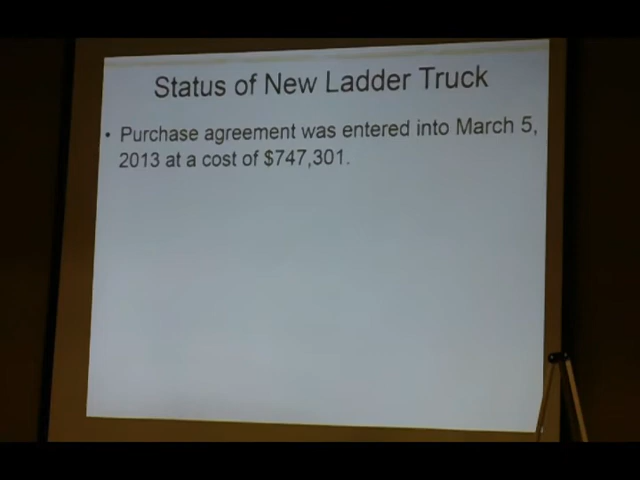 Status of New Ladder Truck
• Purchase agreement was entered into March 5,
2013 at a cost of $747,301.